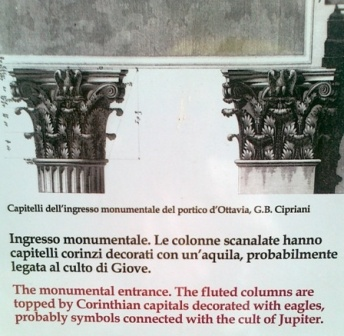 Capitelli dell'ingresso monumentale del portico d'Ottavia, G.B. Cipriani
Ingresso monumentale. Le colonne scanalate hanno
capitelli corinzi decorati con un'aquila, probabilmente
legata al culto di Giove.
The monumental entrance. The fluted columns are
topped by Corinthian capitals decorated with eagles,
probably symbols connected with the cult of Jupiter.